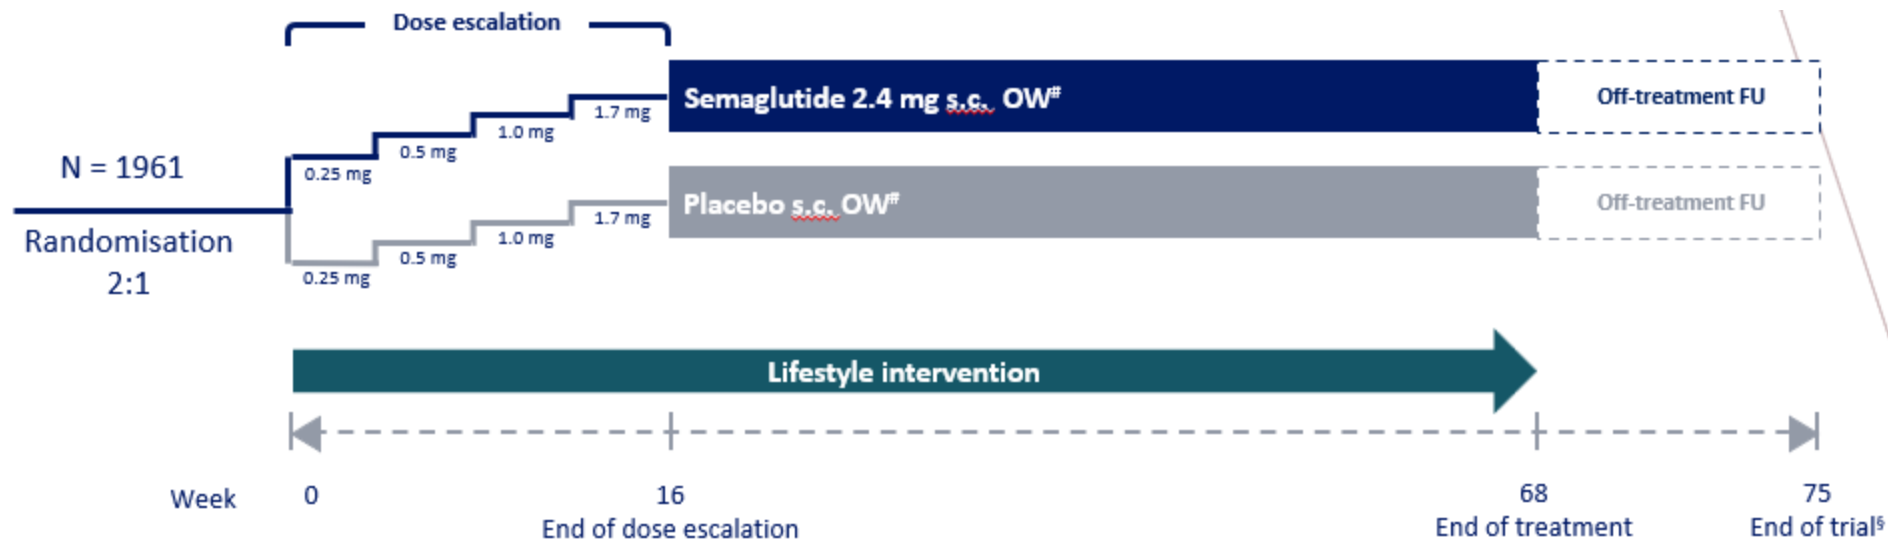 Dose escalation
0.25 mg
0.5 mg
1.0 mg
1.7 mg
Semaglutide 2.4 mg s.c. OW#
Off-treatment FU
N = 1961
Randomisation
2:1
0.25 mg
0.5 mg
1.0 mg
1.7 mg
Placebo s.c. OW#
Off-treatment FU
Lifestyle intervention
Week
0
16
68
75
End of dose escalation
End of treatment
End of trial§